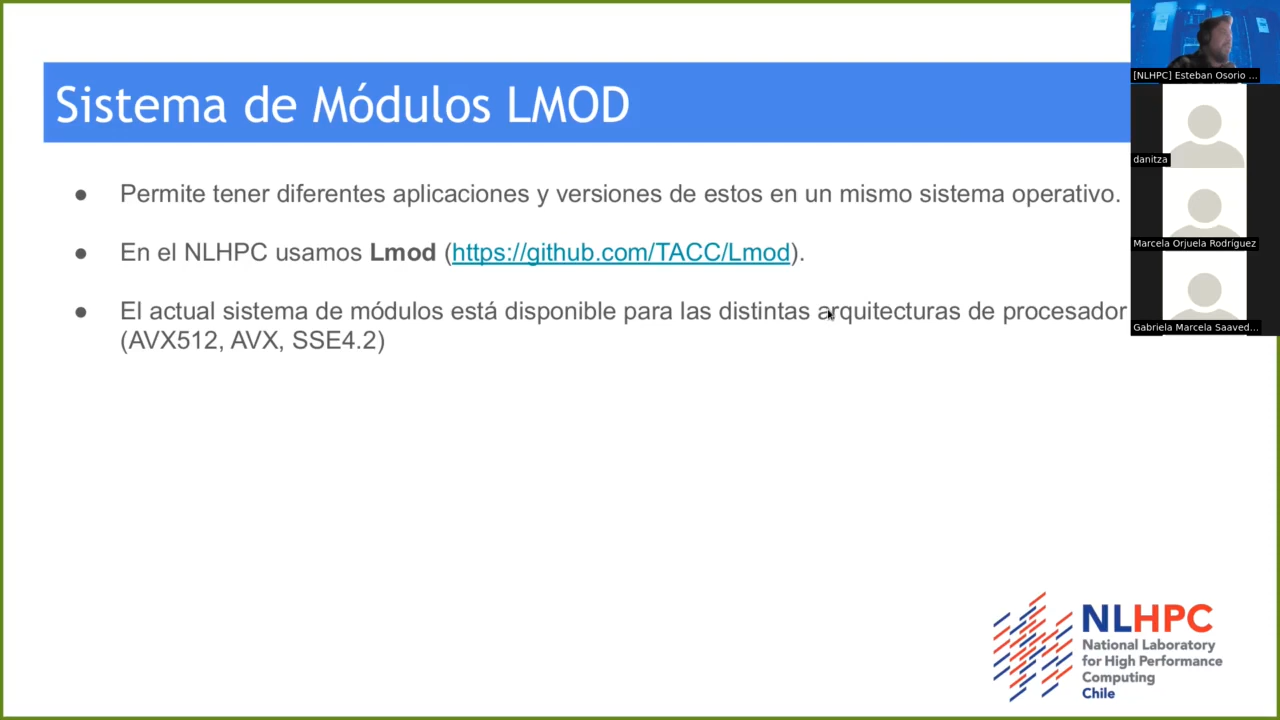 Sistema de Módulos LMOD
● Permite tener diferentes aplicaciones y versiones de estos en un mismo sistema operativo.
● En el NLHPC usamos Lmod (https://github.com/TACC/Lmod).
● El actual sistema de módulos está disponible para las distintas arquitecturas de procesador
(AVX512, AVX, SSE4.2)
[NLHPC] Esteban Osorio ...
danitza
Marcela Orjuela Rodríguez
Gabriela Marcela Saaved...
NLHPC
National Laboratory
for High Performance
Computing
Chile